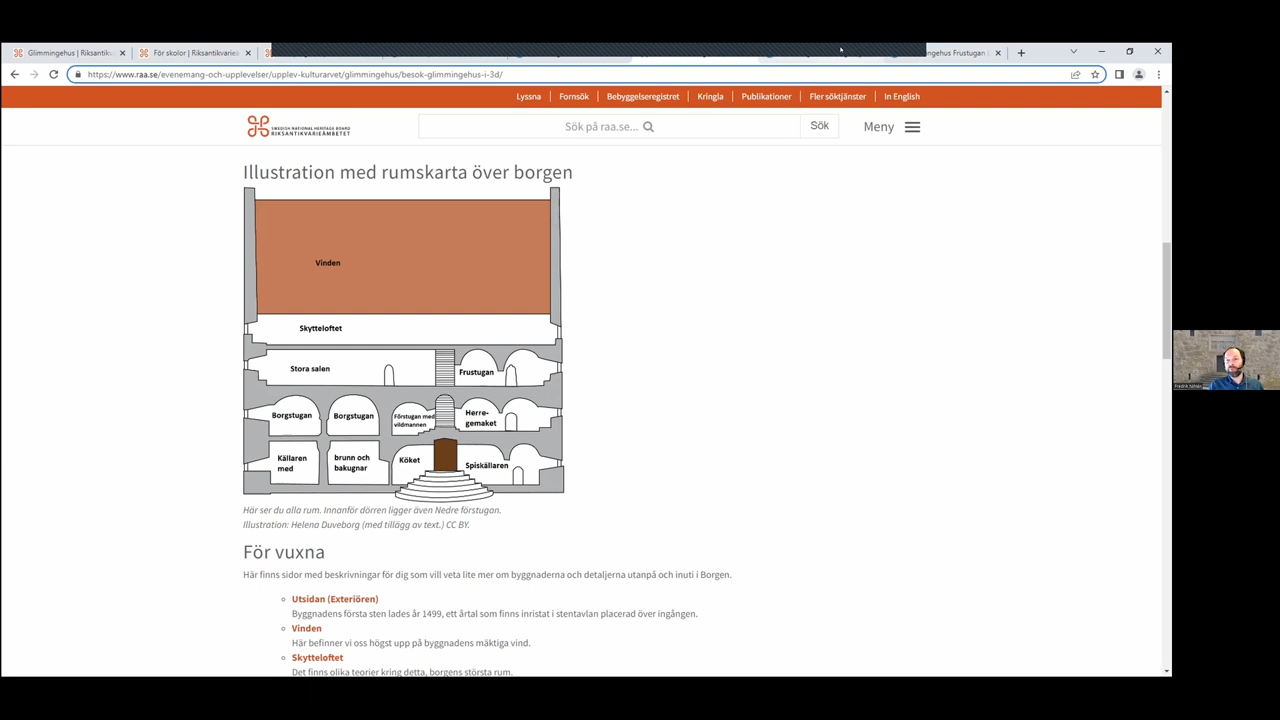 Glimmingehus | Riksantikv
För skolor | Riksantikvarie
ngehus Frustugan
https://www.raa.se/evenemang-och-upplevelser/upplev-kulturarvet/glimmingehus/besok-glimmingehus-i-3d/
Lyssna
Fornsök
Bebyggelseregistret
Kringla
Publikationer
Fler söktjänster
In English
SWEDISH NATIONAL HERITAGE BOARD
RIKSANTIKVARIEÄMBETET
Sök på raa.se...
Sök
Meny
Illustration med rumskarta över borgen
Vinden
Skytteloftet
Stora salen
Frustugan
Borgstugan
Borgstugan
Förstugan med
vildmannen
Herre-
gemaket
Källaren
med
brunn och
bakugnar
Köket
Spiskällaren
Här ser du alla rum. Innanför dörren ligger även Nedre förstugan.
Illustration: Helena Duveborg (med tillägg av text.) CC BY.
För vuxna
Här finns sidor med beskrivningar för dig som vill veta lite mer om byggnaderna och detaljerna utanpå och inuti i Borgen.
Utsidan (Exteriören)
Byggnadens första sten lades år 1499, ett årtal som finns inristat i stentavlan placerad över ingången.
Vinden
Här befinner vi oss högst upp på byggnadens mäktiga vind.
Skytteloftet
Det finns olika teorier kring detta, borgens största rum.